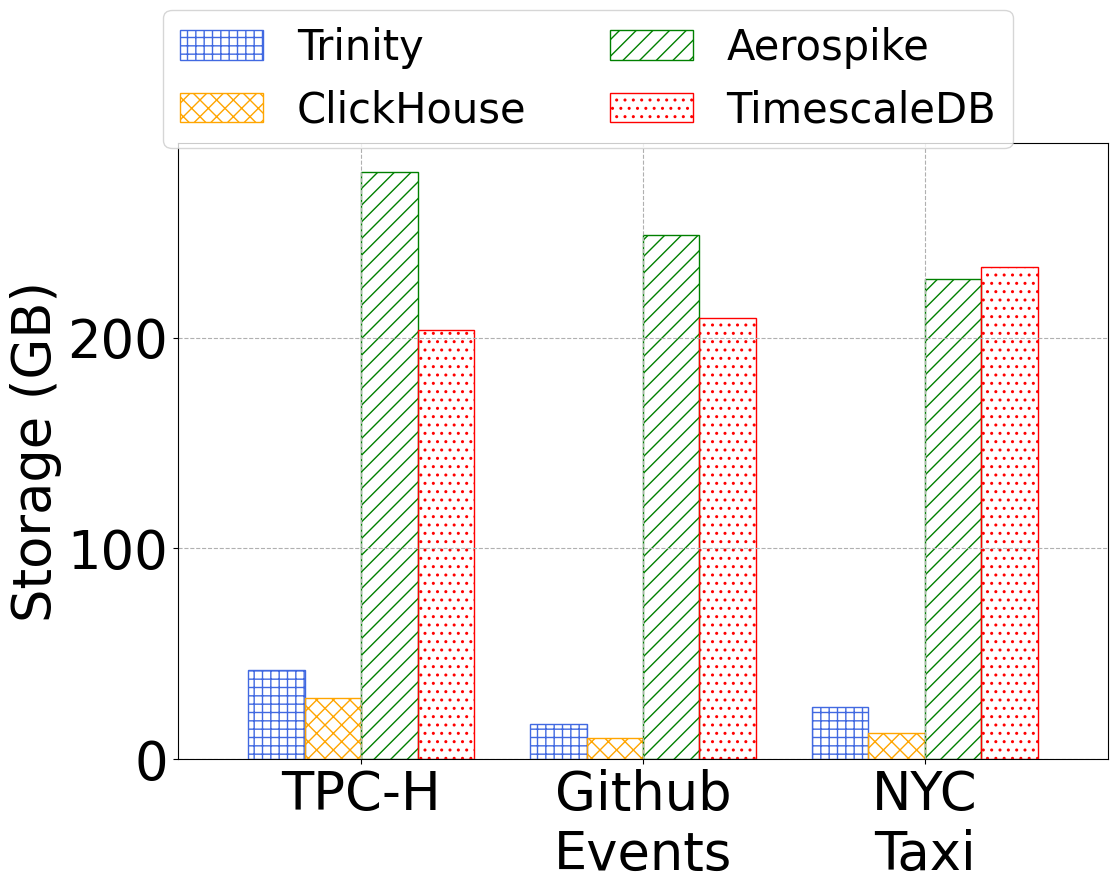 Trinity
ClickHouse
Aerospike
TimescaleDB
Storage (GB)
200
100
0
TPC-H
Github
Events
NYC
Taxi